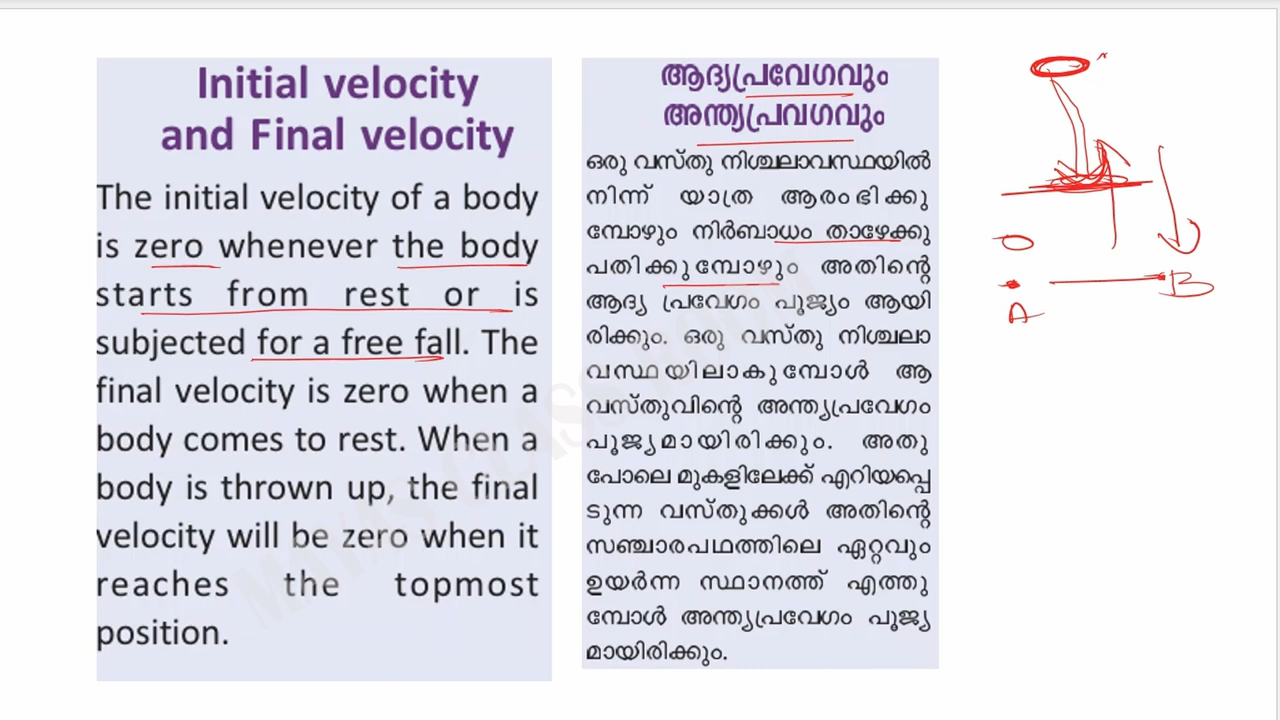 Initial velocity
and Final velocity
The initial velocity of a body
is zero whenever the body
starts from rest or is
subjected for a free fall. The
final velocity is zero when a
body comes to rest. When a
body is thrown up, the final
velocity will be zero when it
reaches the topmost
position.
ആദ്യപ്രവേഗവും
അന്ത്യപ്രവഗവും
ഒരു വസ്തു നിശ്ചലാവസ്ഥയിൽ
നിന്ന് യാത്ര ആരംഭിക്കു
മ്പോഴും നിർബാധം താഴേക്കു
പതിക്കുമ്പോഴും അതിന്റെ
ആദ്യ പ്രവേഗം പൂജ്യം ആയി
രിക്കും. ഒരു വസ്തു നിശ്ചലാ
വസ്ഥയിലാകുമ്പോൾ ആ
വസ്തുവിന്റെ അന്ത്യപ്രവേഗം
പൂജ്യമായിരിക്കും. അതു
പോലെ മുകളിലേക്ക് എറിയപ്പെ
ടുന്ന വസ്തുക്കൾ അതിന്റെ
സഞ്ചാരപഥത്തിലെ ഏറ്റവും
ഉയർന്ന സ്ഥാനത്ത് എത്തു
മ്പോൾ അന്ത്യപ്രവേഗം പൂജ്യ
മായിരിക്കും.
A
B